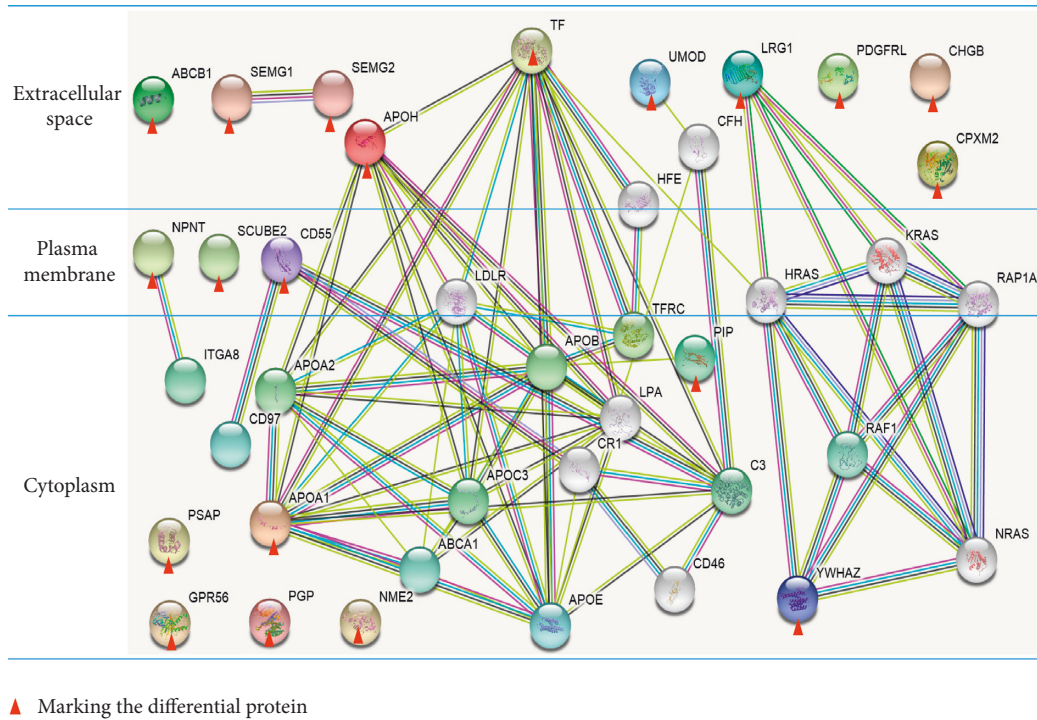 TF
UMOD
LRG1
PDGFRL
CHGB
ABCB1
SEMG1
SEMG2
Extracellular
space
APOH
CFH
CPXM2
HFE
NPNT
SCUBE2
CD55
KRAS
Plasma
membrane
LDLR
HRAS
RAP1A
TFRC
PIP
APOB
ITGA8
APOA2
LPA
CD97
CR1
RAF1
C3
Cytoplasm
APOC3
APOA1
PSAP
ABCA1
NRAS
CD46
YWHAZ
GPR56
PGP
NME2
APOE
Marking the differential protein